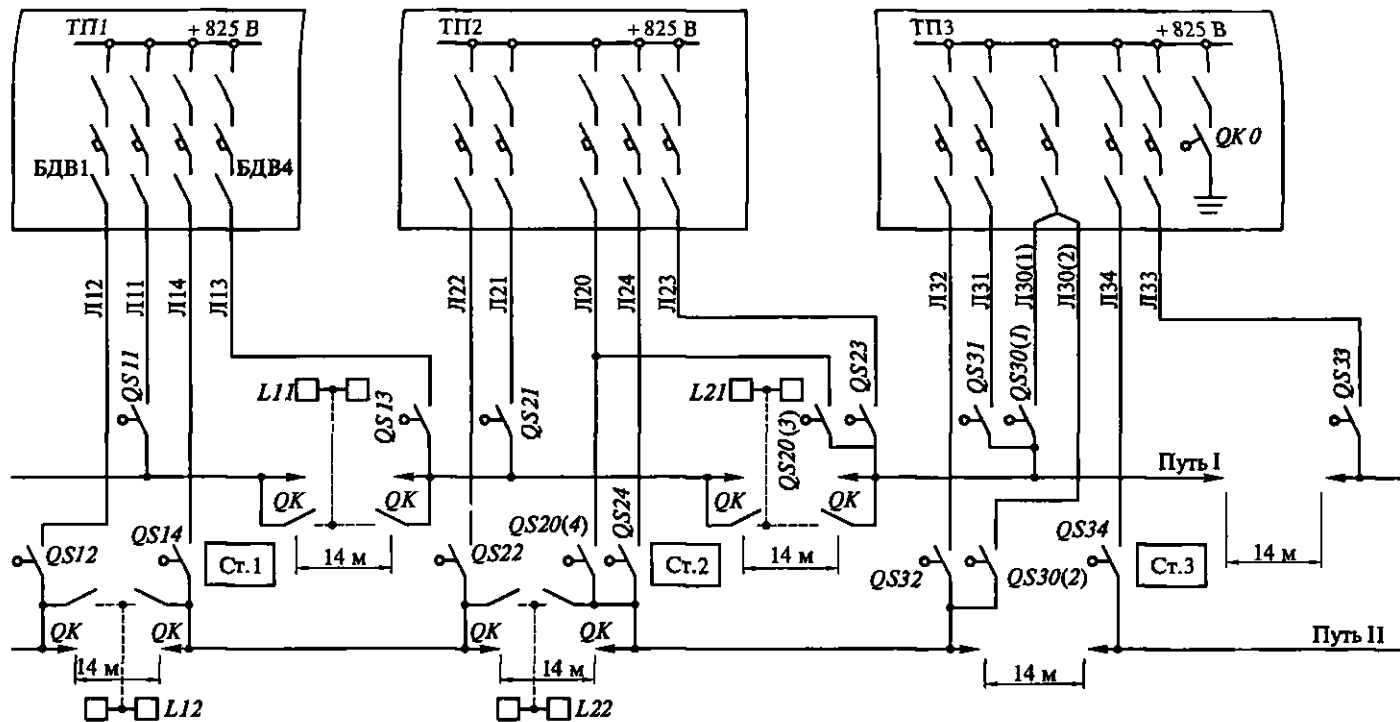 ТП1 + 825 В
ТП2 + 825 В
ТП3 + 825 В
БДВ1
БДВ4
QK 0
Л12
Л11
Л14
Л13
Л22
Л21
Л20
Л24
Л23
Л32
Л31
Л30(1)
Л30(2)
Л34
Л33
QS11
L11
QS13
QS21
L21
QS20(3)
QS23
QS31
QS30(1)
QS33
Путь I
QK
QK
QK
QK
14 м
14 м
14 м
QS12
QS14
Ст.1
QS22
QS20(4)
QS24
Ст.2
QS32
QS30(2)
QS34
Ст.3
QK
QK
QK
QK
Путь II
14 м
14 м
14 м
L12
L22